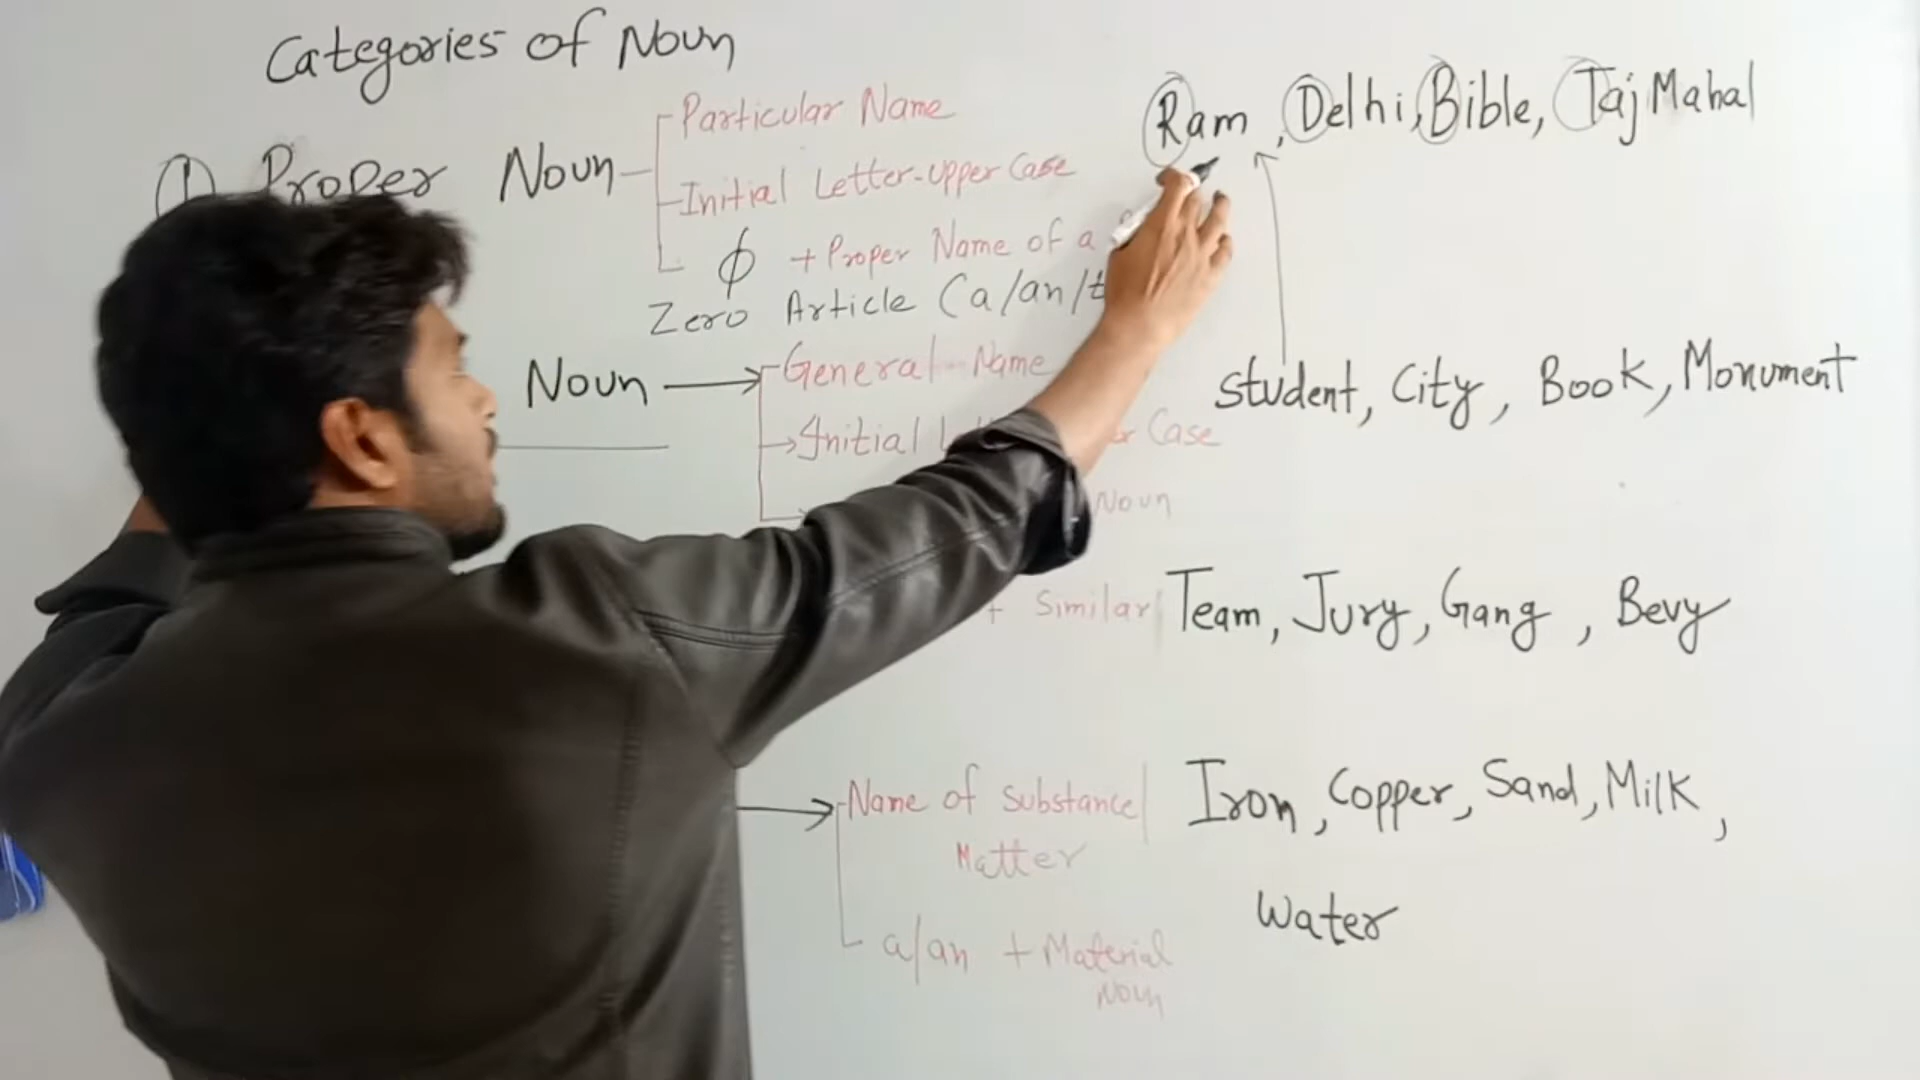 Categories of Noun
① Proper Noun
Particular Name
Initial Letter-Upper Case
ϕ + Proper Name of a
Zero Article (a/an/
Ram, Delhi, Bible, Taj Mahal
Noun → General Name
Initial Case
Noun
student, City, Book, Monument
+ Similar
Team, Jury, Gang, Bevy
Name of substance
Matter
a/an + Material
Noun
Iron, Copper, Sand, Milk,
Water